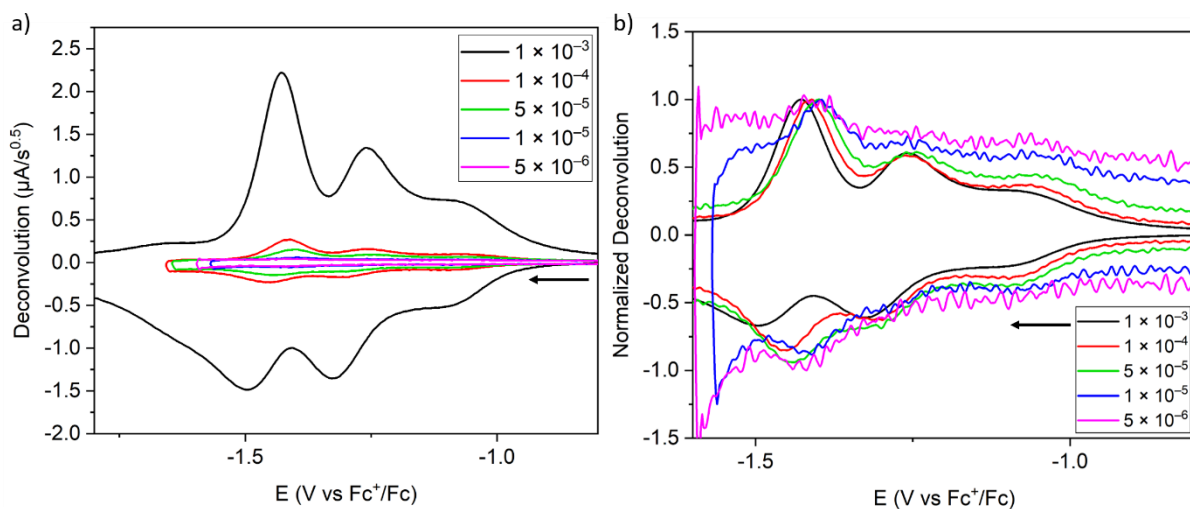 a)
Deconvolution (µA/s^0.5)
2.5
2.0
1.5
1.0
0.5
0.0
-0.5
-1.0
-1.5
-2.0
1 × 10⁻³
1 × 10⁻⁴
5 × 10⁻⁵
1 × 10⁻⁵
5 × 10⁻⁶
-1.5
-1.0
E (V vs Fc⁺/Fc)
b)
Normalized Deconvolution
1.5
1.0
0.5
0.0
-0.5
-1.0
-1.5
1 × 10⁻³
1 × 10⁻⁴
5 × 10⁻⁵
1 × 10⁻⁵
5 × 10⁻⁶
-1.5
-1.0
E (V vs Fc⁺/Fc)